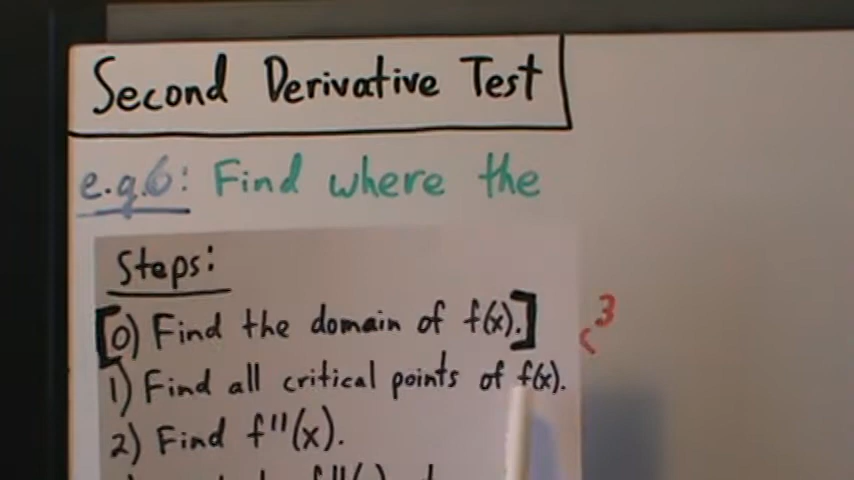 Second Derivative Test
e.g.6: Find where the
Steps:
[0) Find the domain of f(x).]
3
1) Find all critical points of f(x).
2) Find f''(x).